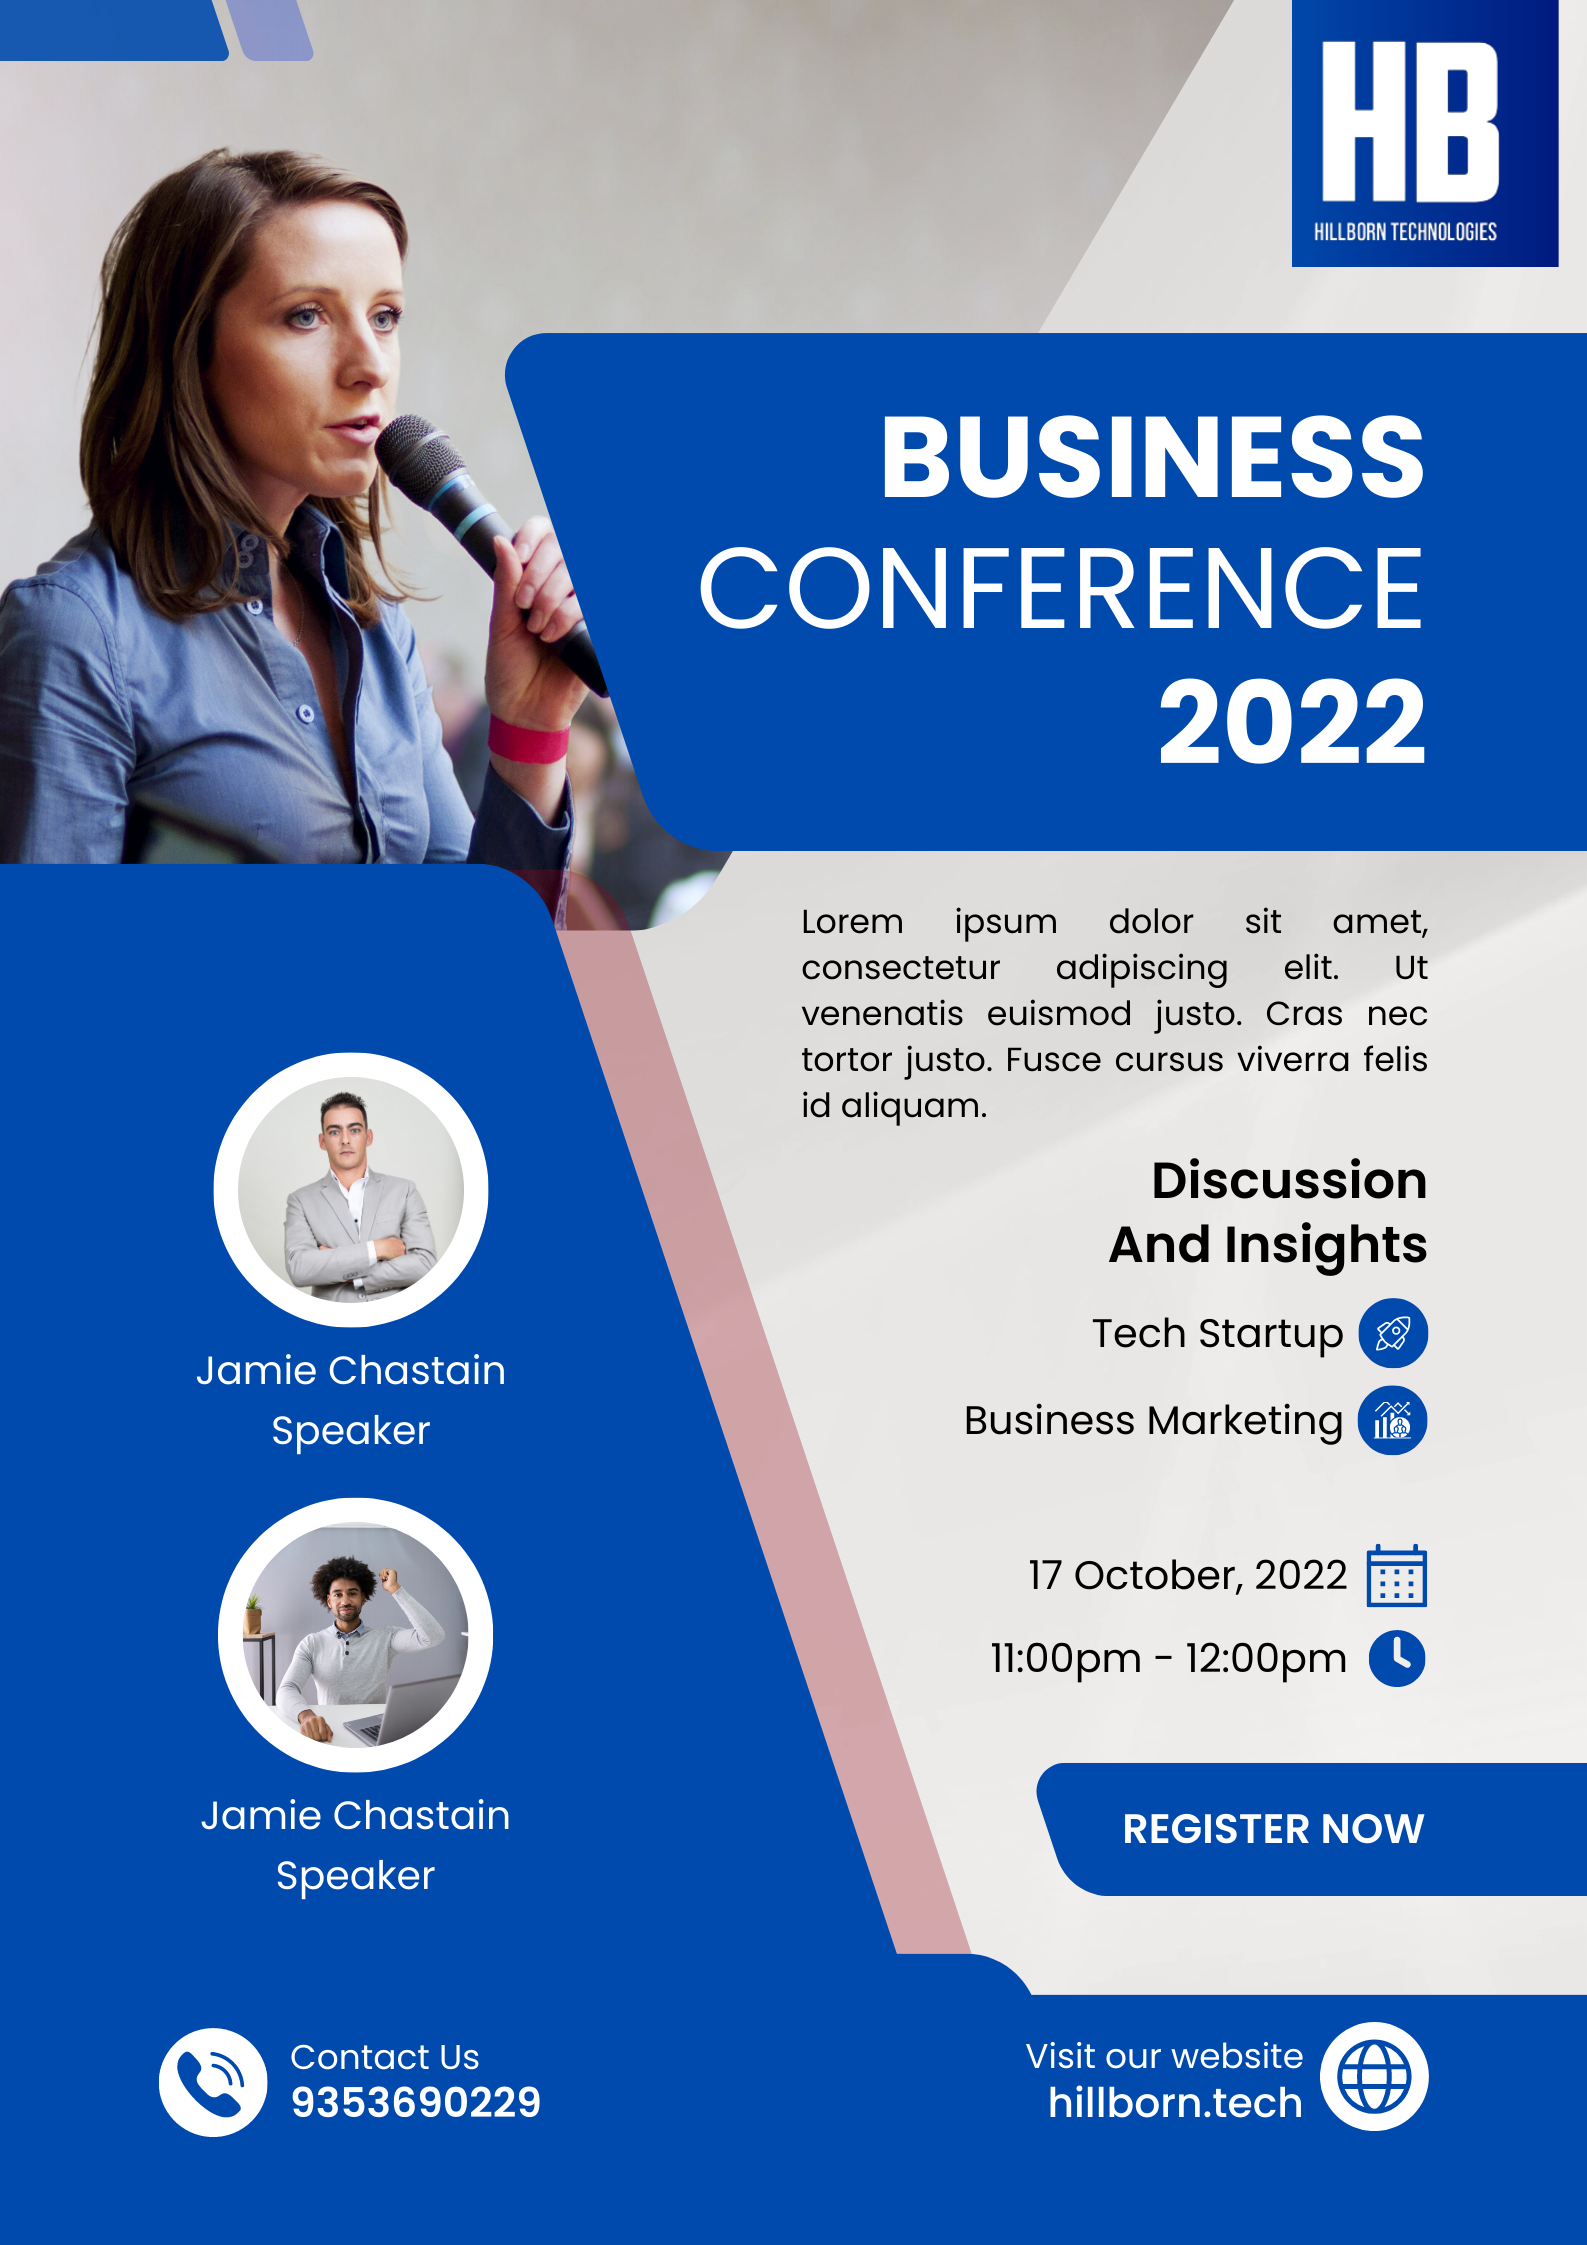 HB
HILLBORN TECHNOLOGIES
BUSINESS
CONFERENCE
2022
Lorem ipsum dolor sit amet,
consectetur adipiscing elit. Ut
venenatis euismod justo. Cras nec
tortor justo. Fusce cursus viverra felis
id aliquam.
Discussion
And Insights
Tech Startup
Business Marketing
17 October, 2022
11:00pm - 12:00pm
REGISTER NOW
Jamie Chastain
Speaker
Jamie Chastain
Speaker
Contact Us
9353690229
Visit our website
hillborn.tech